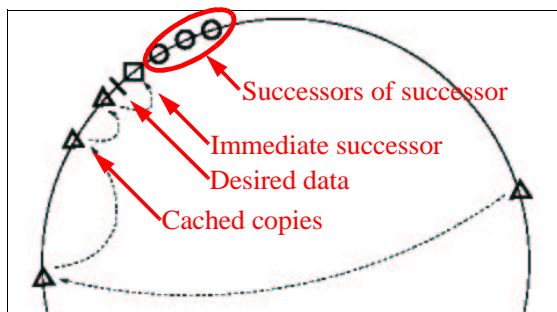 Successors of successor
Immediate successor
Desired data
Cached copies